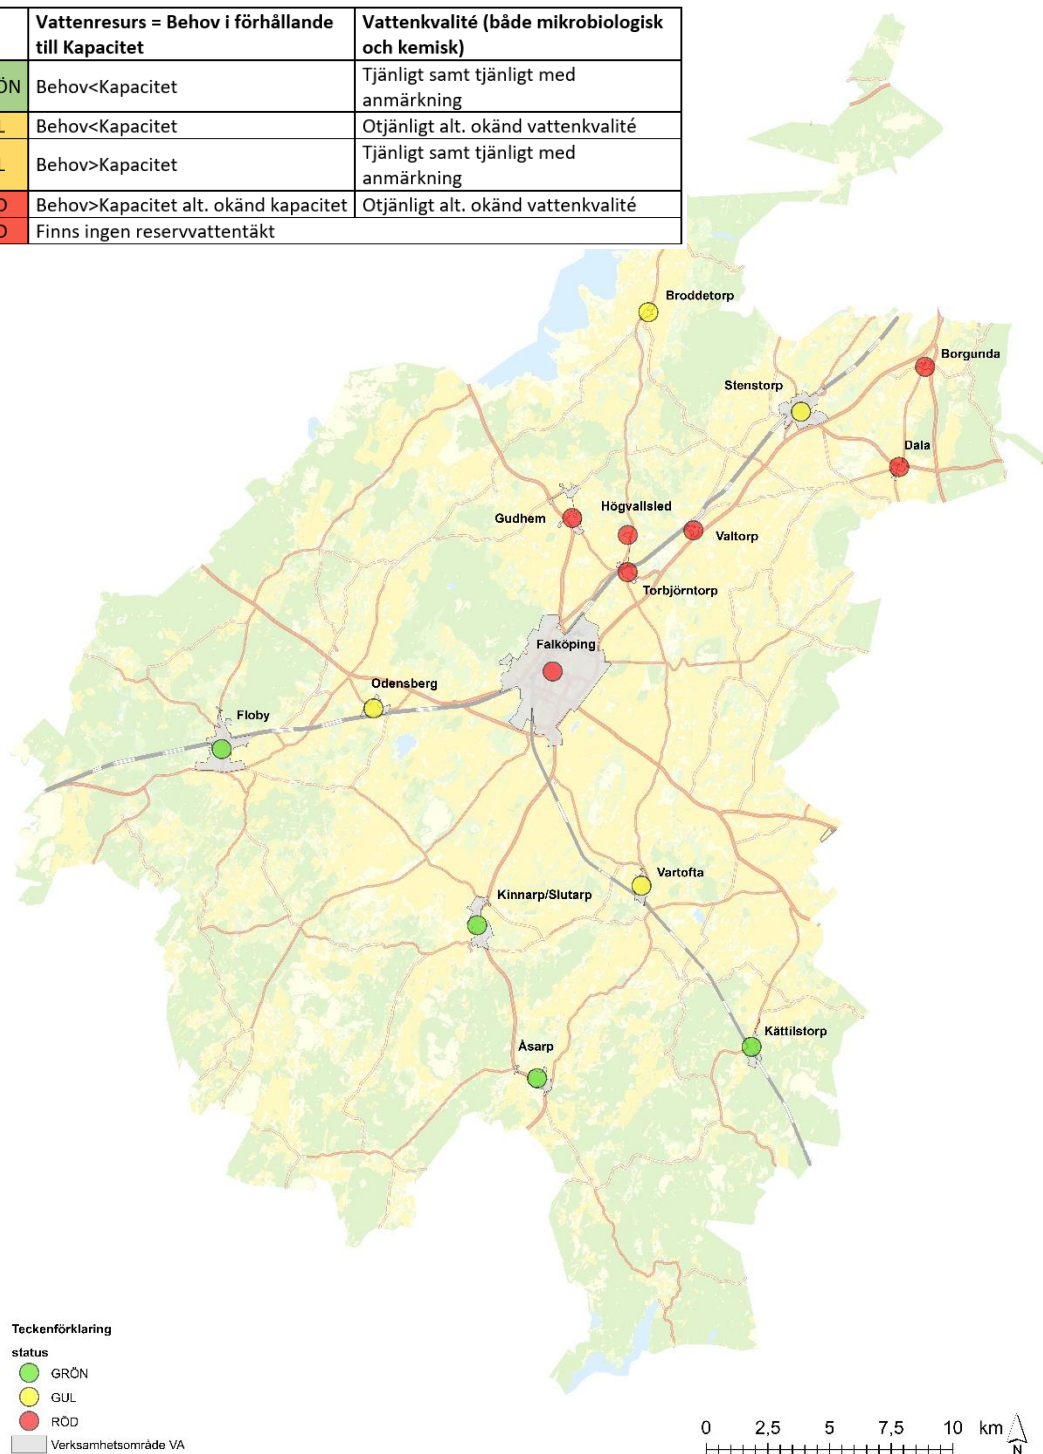 Vattenresurs = Behov i förhållande
till Kapacitet
Vattenkvalité (både mikrobiologisk
och kemisk)
ÖN
Behov<Kapacitet
Tjänligt samt tjänligt med
anmärkning
L
Behov<Kapacitet
Otjänligt alt. okänd vattenkvalité
L
Behov>Kapacitet
Tjänligt samt tjänligt med
anmärkning
D
Behov>Kapacitet alt. okänd kapacitet
Otjänligt alt. okänd vattenkvalité
D
Finns ingen reservvattentäkt
Broddetorp
Borgunda
Stenstorp
Dala
Högvallsled
Gudhem
Valtorp
Torbjörntorp
Falköping
Odensberg
Floby
Vartofta
Kinnarp/Slutarp
Kättilstorp
Åsarp
Teckenförklaring
status
GRÖN
GUL
RÖD
Verksamhetsområde VA
0 2,5 5 7,5 10 km
N